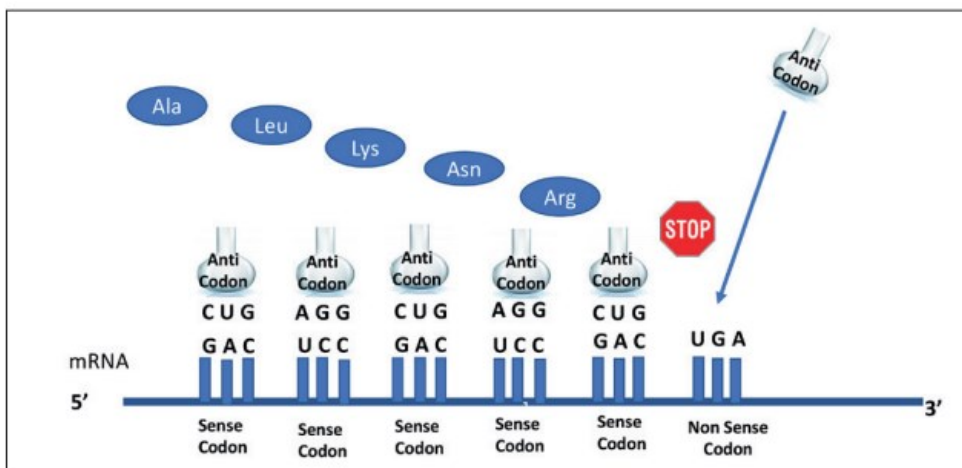 Anti
Codon
Ala
Leu
Lys
Asn
Arg
STOP
Anti
Codon
Anti
Codon
Anti
Codon
Anti
Codon
Anti
Codon
C U G
A G G
C U G
A G G
C U G
G A C
U C C
G A C
U C C
G A C
U G A
mRNA
5’
3’
Sense
Codon
Sense
Codon
Sense
Codon
Sense
Codon
Sense
Codon
Non Sense
Codon